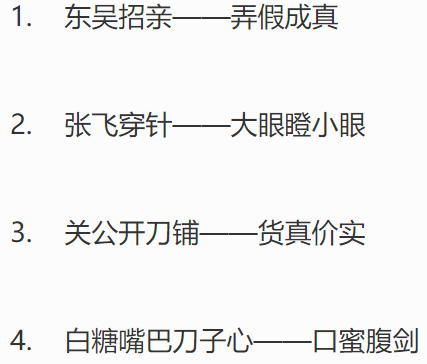 1. 东吴招亲——弄假成真
2. 张飞穿针——大眼瞪小眼
3. 关公开刀铺——货真价实
4. 白糖嘴巴刀子心——口蜜腹剑